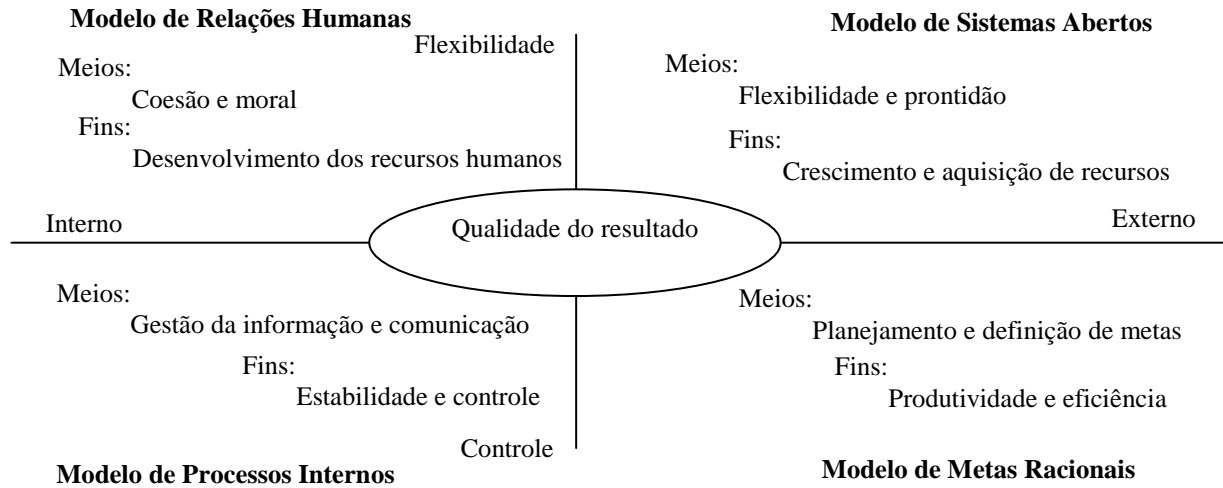 Modelo de Relações Humanas
Flexibilidade
Meios:
Coesão e moral
Fins:
Desenvolvimento dos recursos humanos
Modelo de Sistemas Abertos
Meios:
Flexibilidade e prontidão
Fins:
Crescimento e aquisição de recursos
Interno
Qualidade do resultado
Externo
Meios:
Gestão da informação e comunicação
Fins:
Estabilidade e controle
Controle
Modelo de Processos Internos
Meios:
Planejamento e definição de metas
Fins:
Produtividade e eficiência
Modelo de Metas Racionais